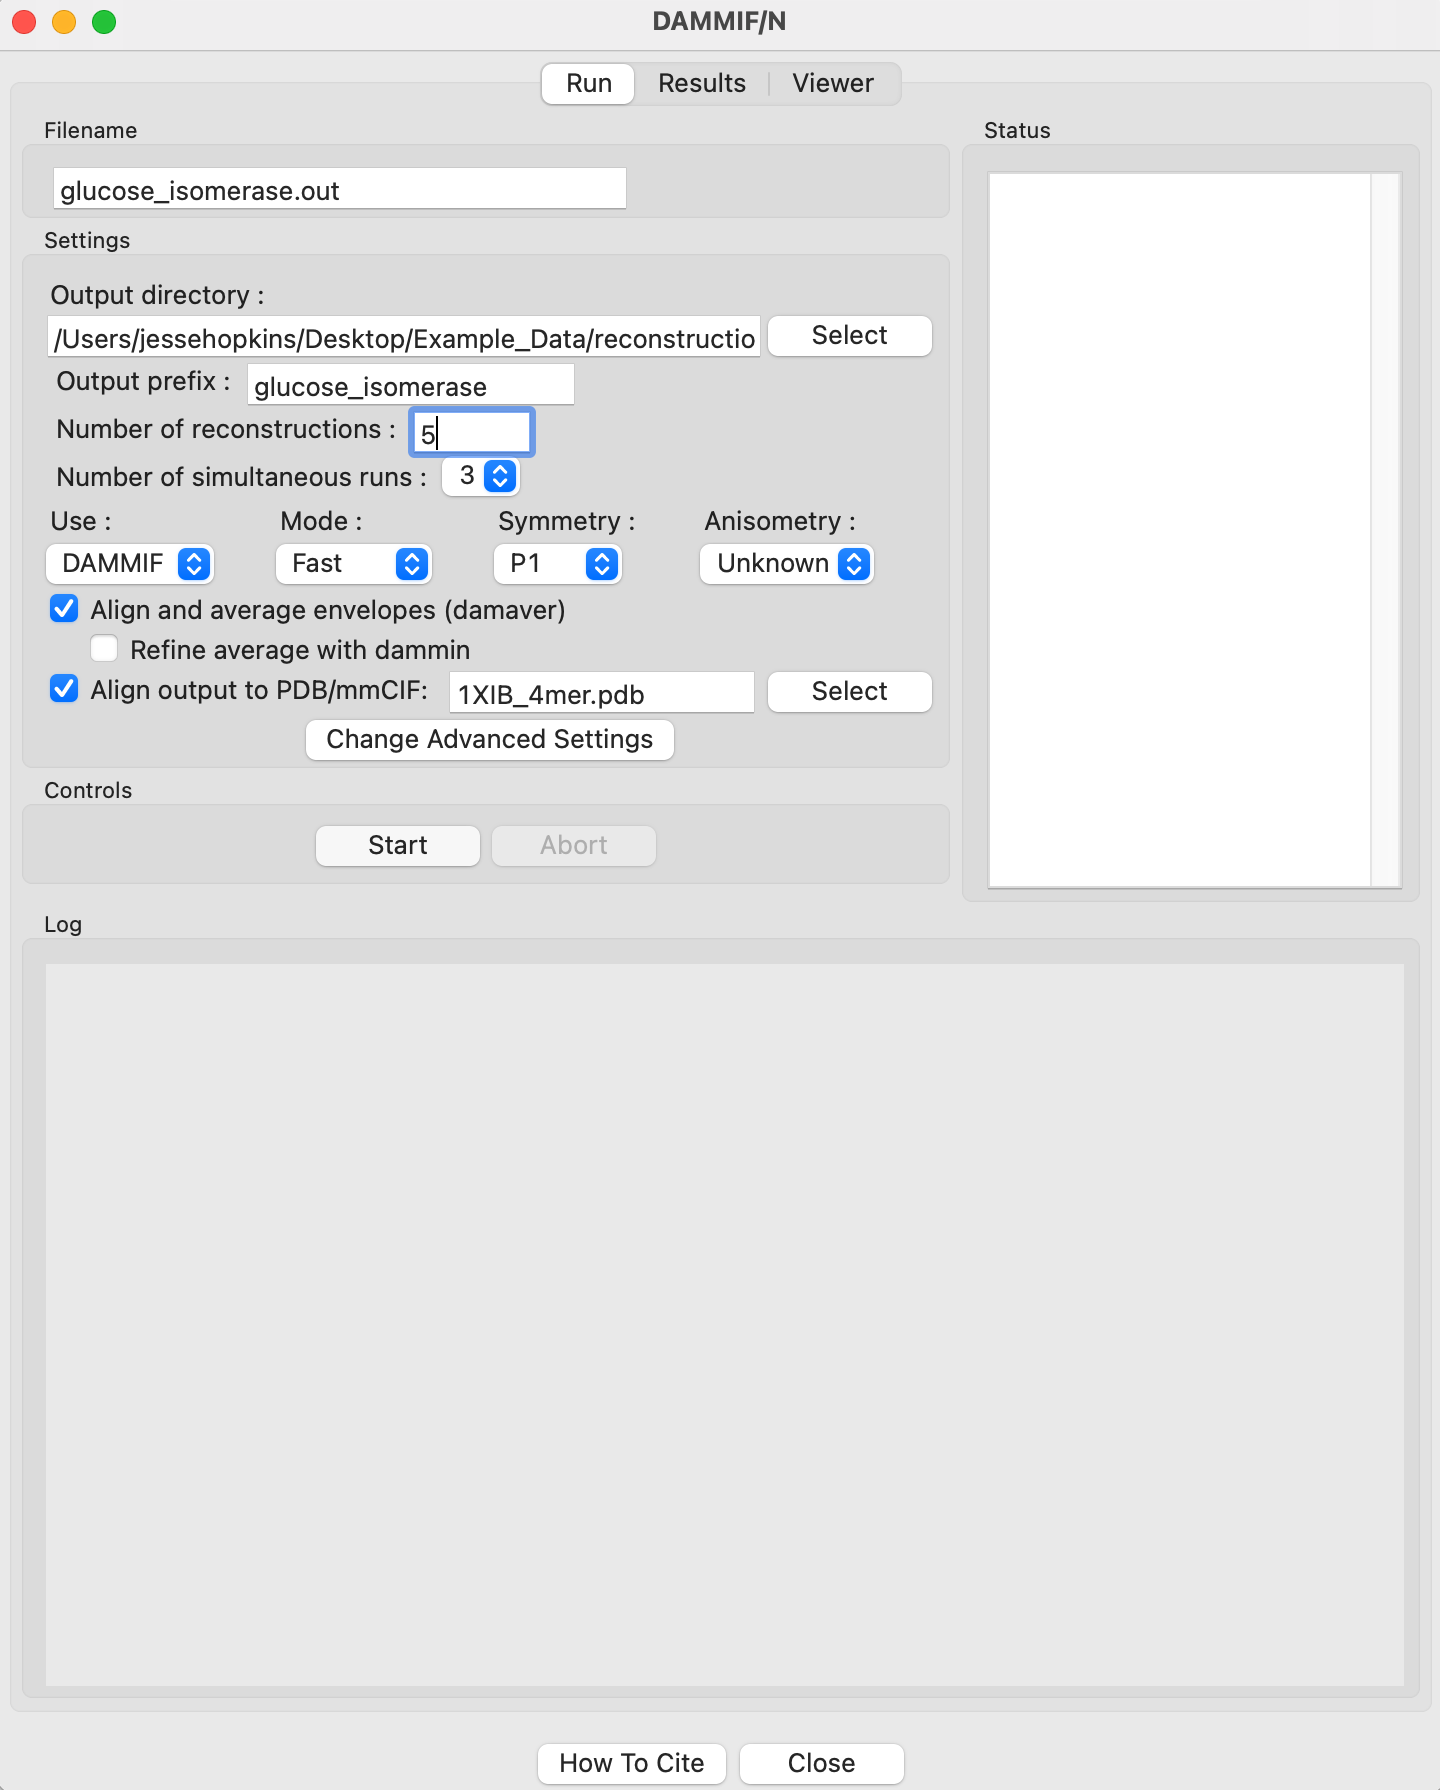 DAMMIF/N
Run Results Viewer
Filename
glucose_isomerase.out
Settings
Output directory :
/Users/jessehopkins/Desktop/Example_Data/reconstructio Select
Output prefix : glucose_isomerase
Number of reconstructions : 5
Number of simultaneous runs : 3
Use : Mode : Symmetry : Anisometry :
DAMMIF Fast P1 Unknown
Align and average envelopes (damaver)
Refine average with dammin
Align output to PDB/mmCIF: 1XIB_4mer.pdb Select
Change Advanced Settings
Controls
Start Abort
Status
Log
How To Cite Close